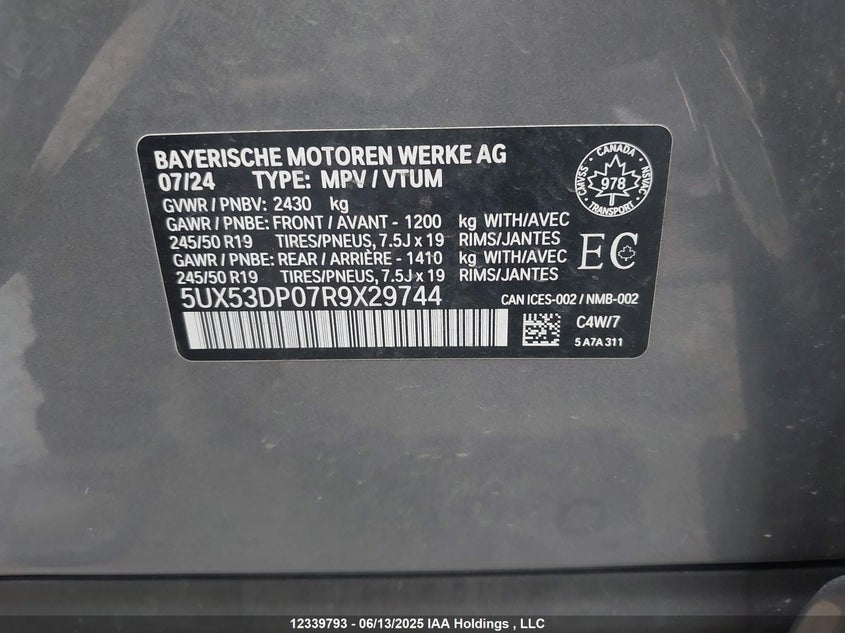 BAYERISCHE MOTOREN WERKE AG
07/24 TYPE: MPV / VTUM
GVWR / PNBV: 2430 kg
GAWR / PNBE: FRONT / AVANT - 1200 kg WITH/AVEC
245/50 R19 TIRES/PNEUS, 7.5J x 19 RIMS/JANTES
GAWR / PNBE: REAR / ARRIÈRE - 1410 kg WITH/AVEC
245/50 R19 TIRES/PNEUS, 7.5J x 19 RIMS/JANTES
5UX53DP07R9X29744
CANADA
CMVSS 978 NSVAC
TRANSPORT
EC
CAN ICES-002 / NMB-002
C4W/7
5 A7A 311
12339793 - 06/13/2025 IAA Holdings , LLC